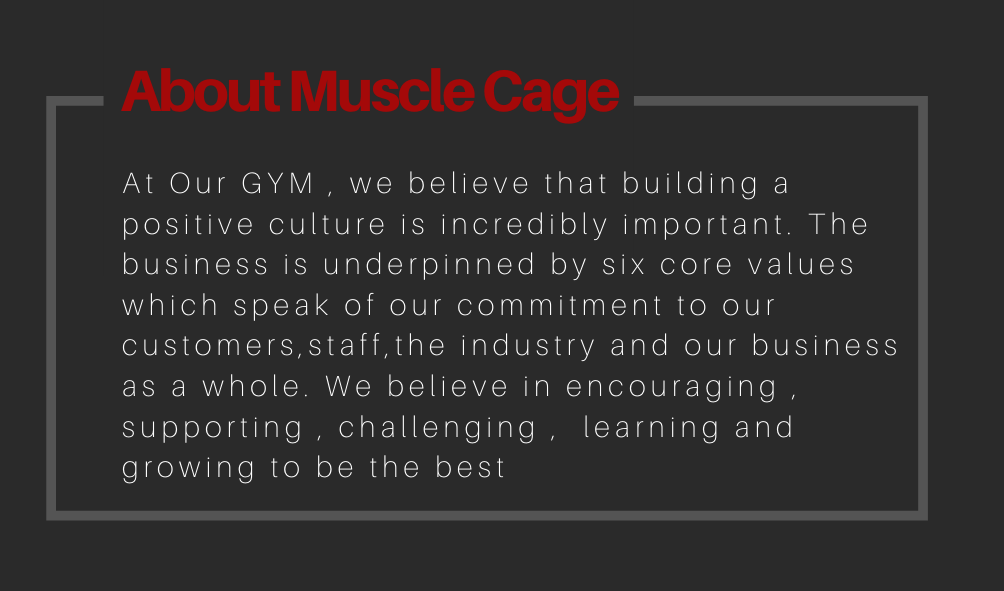 About Muscle Cage
At Our GYM , we believe that building a
positive culture is incredibly important. The
business is underpinned by six core values
which speak of our commitment to our
customers,staff,the industry and our business
as a whole. We believe in encouraging ,
supporting , challenging ,  learning and
growing to be the best